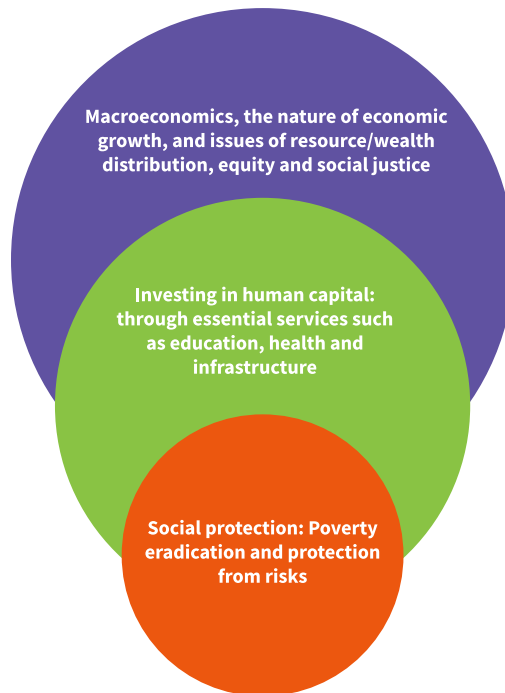 Macroeconomics, the nature of economic
growth, and issues of resource/wealth
distribution, equity and social justice
Investing in human capital:
through essential services such
as education, health and
infrastructure
Social protection: Poverty
eradication and protection
from risks